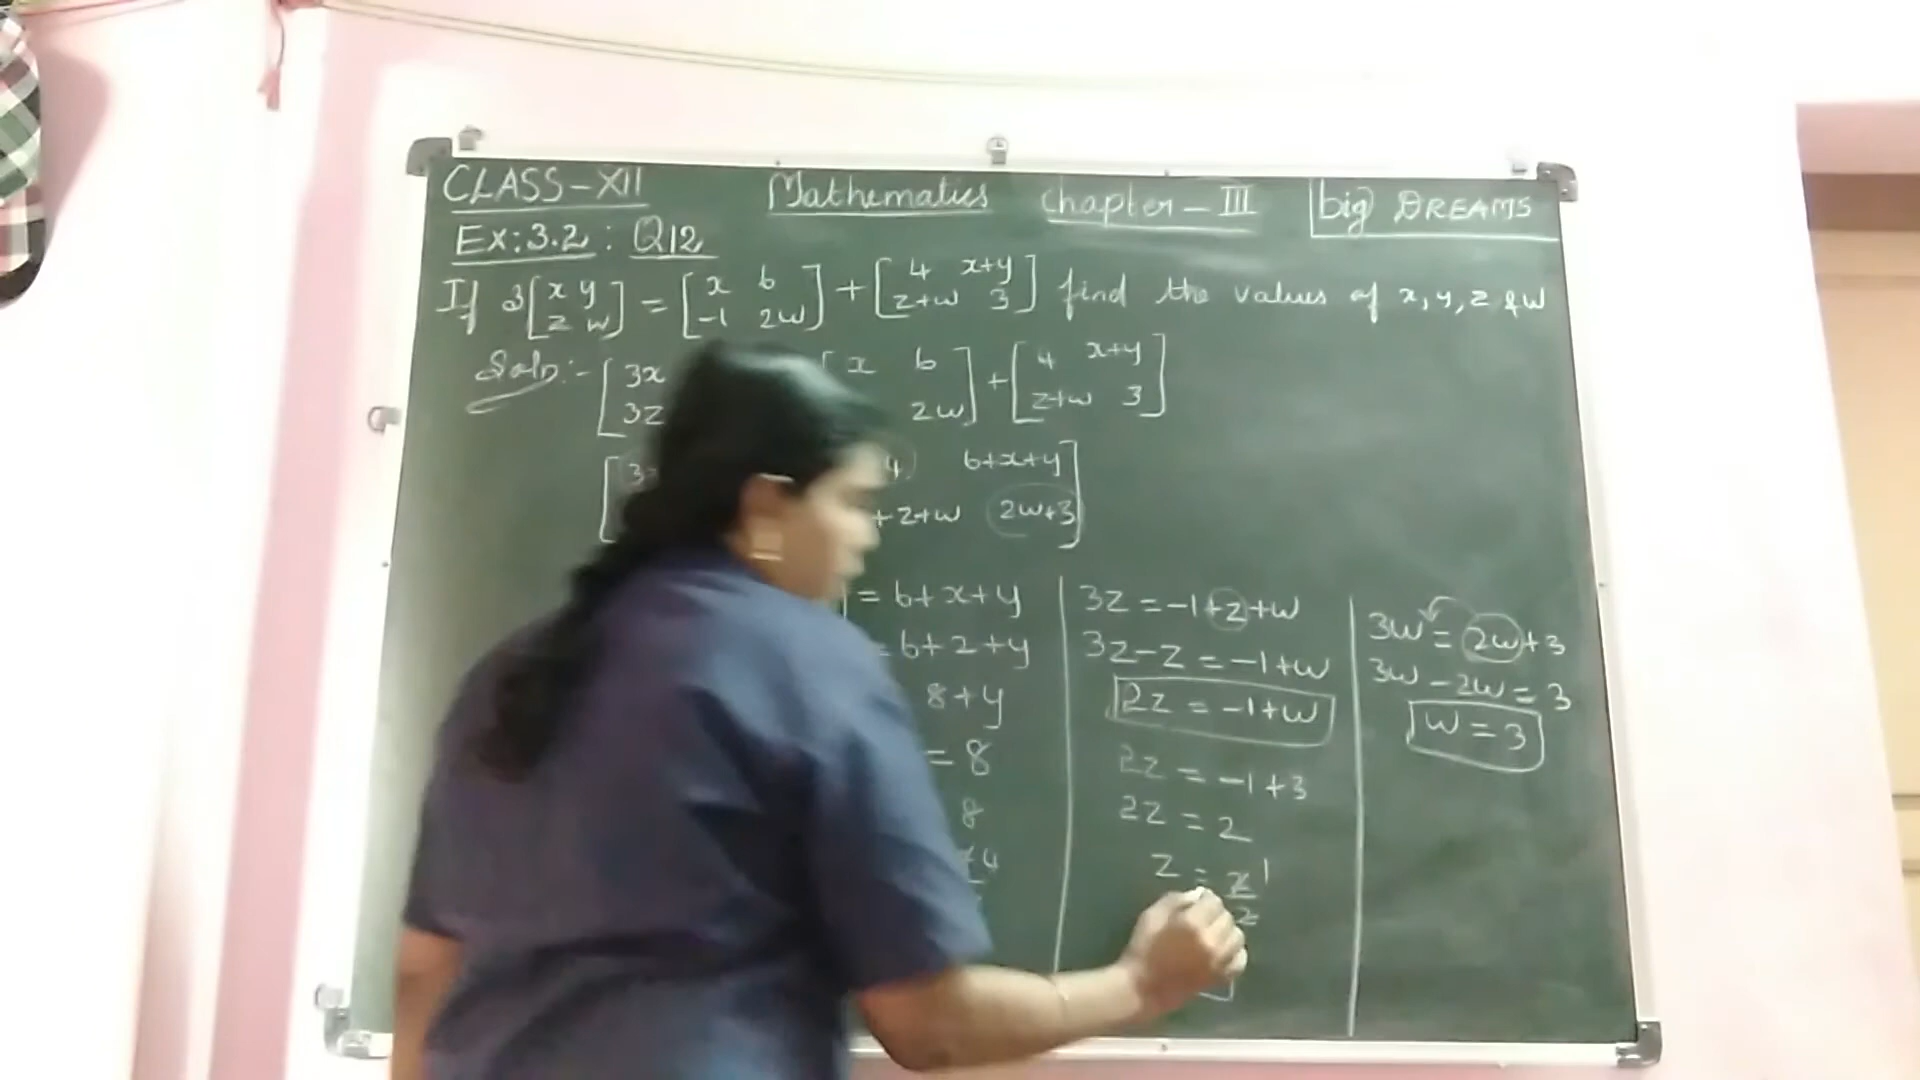 CLASS-XII Mathematics Chapter-III big DREAMS
Ex:3.2 : Q12
If 3[x y; z w] = [x 6; -1 2w] + [4 x+y; z+w 3] find the values of x, y, z & w
Soln:- [3x
3z
x 6
2w] + [4 x+y; z+w 3]
4 6+x+y]
+z+w 2w+3]
= 6+x+y
= 6+2+y
8+y
= 8
8
4
3z = -1+z+w
3z-z = -1+w
2z = -1+w
2z = -1+3
2z = 2
z = 2/2 1
3w = 2w+3
3w-2w = 3
w = 3